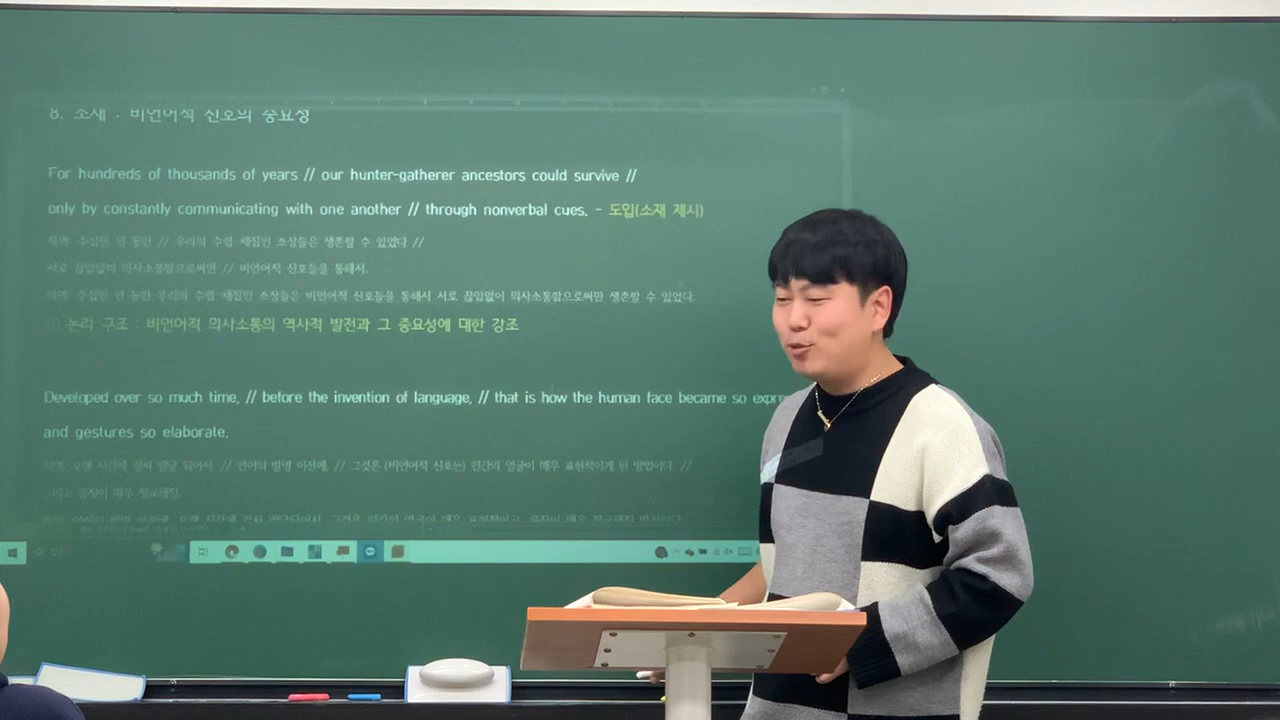 8. 소재 : 비언어적 신호의 중요성
For hundreds of thousands of years // our hunter-gatherer ancestors could survive //
only by constantly communicating with one another // through nonverbal cues. - 도입(소재 제시)
직역: 수십만 년 동안 // 우리의 수렵 채집인 조상들은 생존할 수 있었다 //
서로 끊임없이 의사소통함으로써만 // 비언어적 신호들을 통해서.
의역: 수십만 년 동안 우리의 수렵 채집인 조상들은 비언어적 신호들을 통해서 서로 끊임없이 의사소통함으로써만 생존할 수 있었다.
논리 구조 : 비언어적 의사소통의 역사적 발전과 그 중요성에 대한 강조
Developed over so much time, // before the invention of language, // that is how the human face became so expre
and gestures so elaborate.
직역: 오랜 시간에 걸쳐 발달 되어서, // 언어의 발명 이전에, // 그것은 (비언어적 신호는) 인간의 얼굴이 매우 표현적이게 된 방법이다. //
그리고 몸짓이 매우 정교해진.